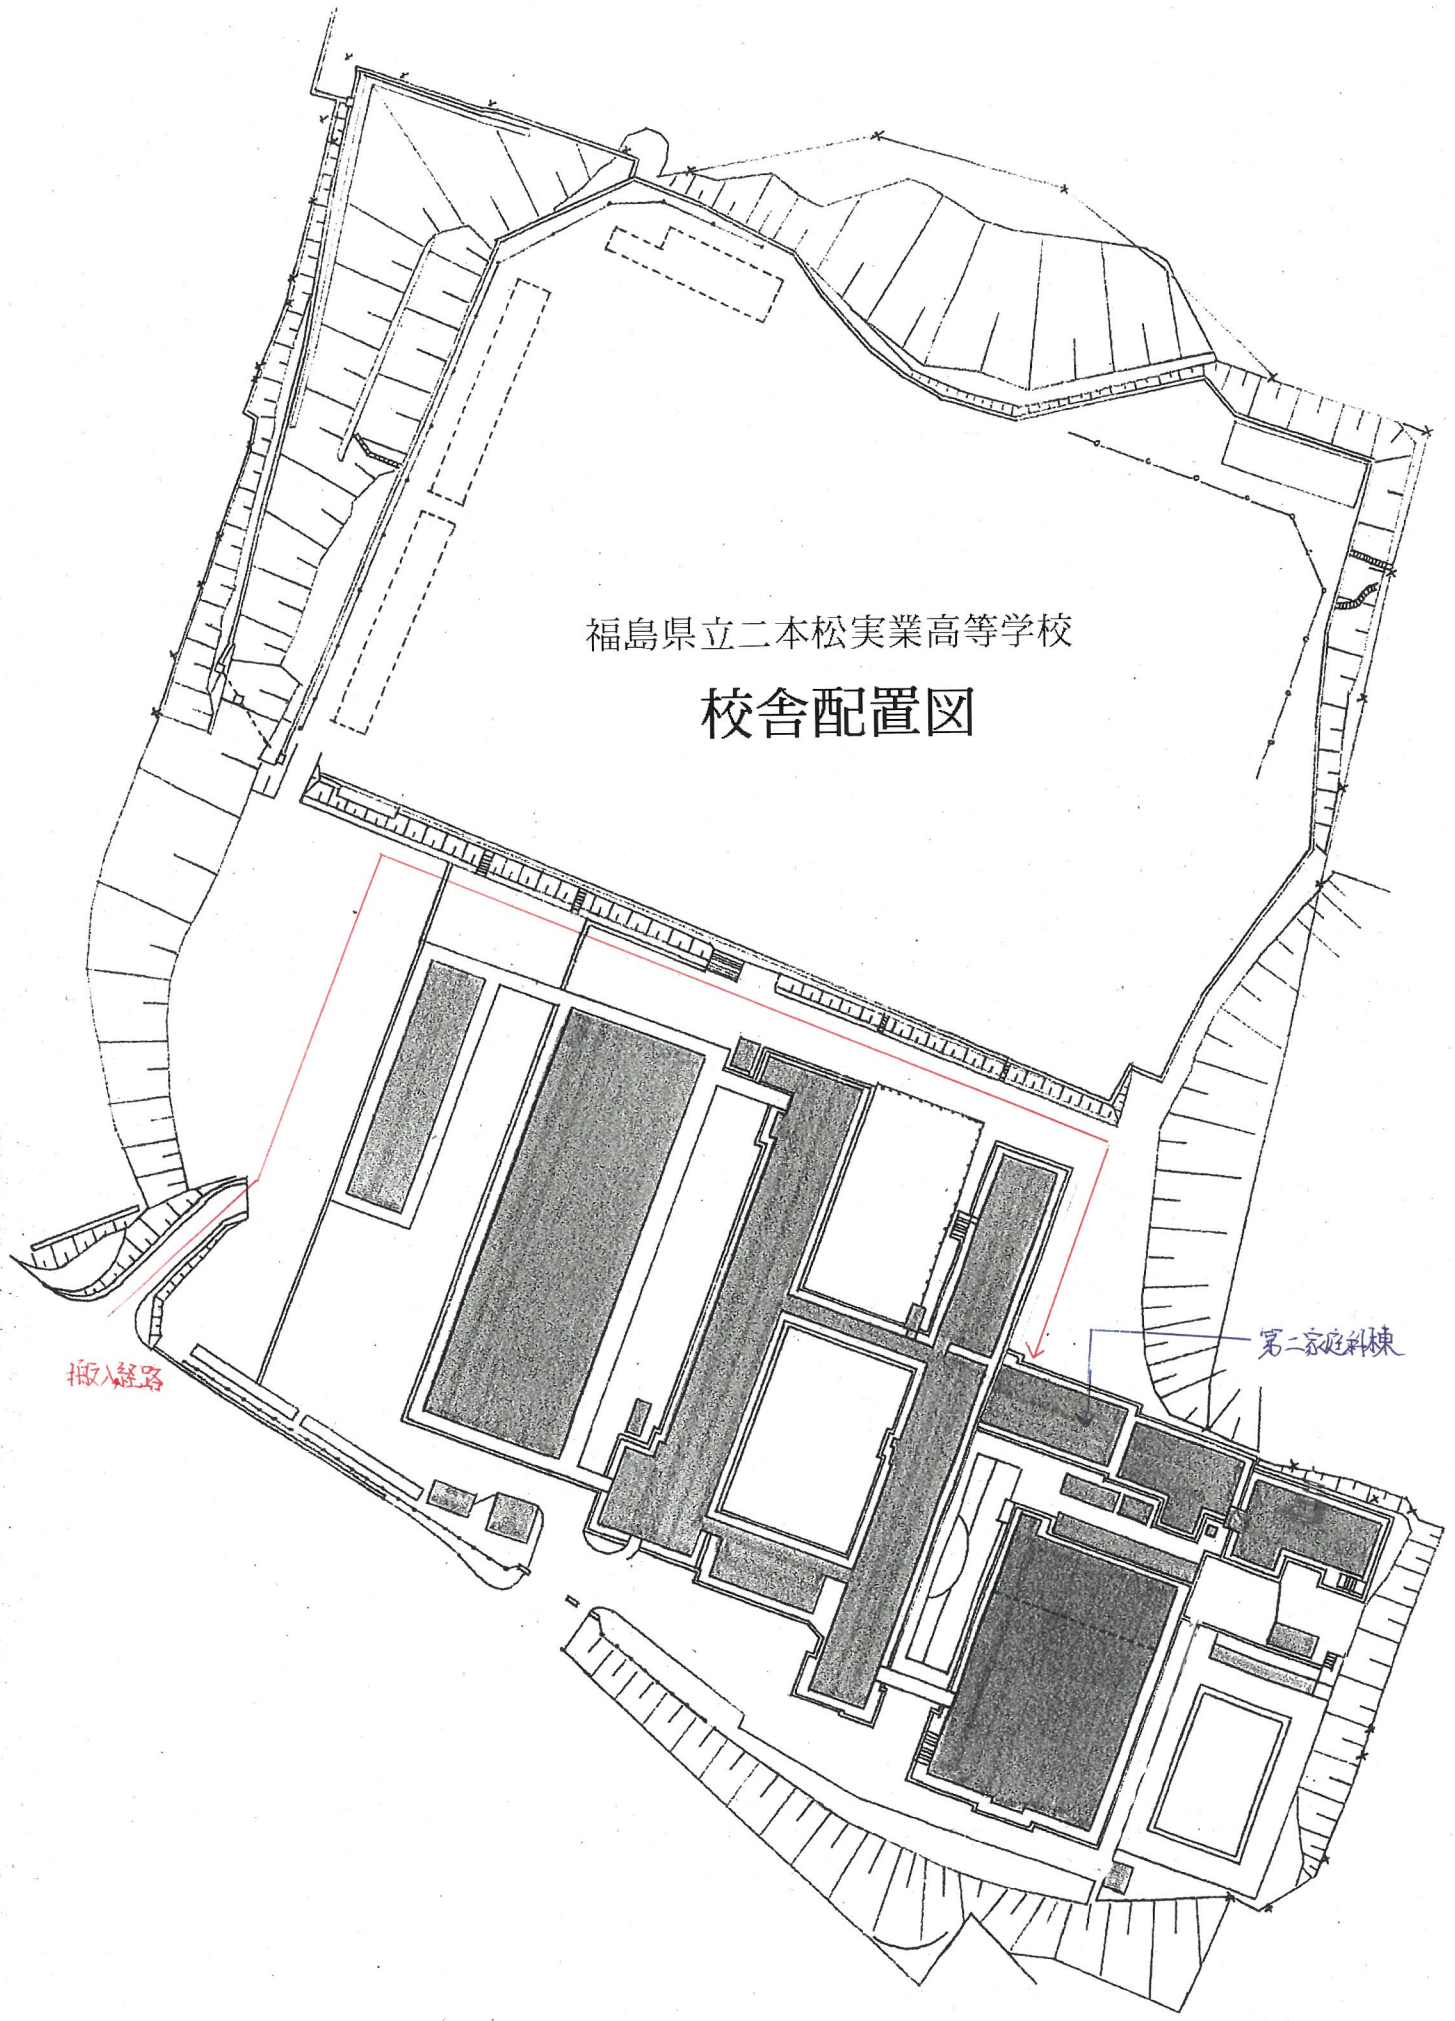 福島県立二本松実業高等学校
校舎配置図
第二家庭科棟
搬入経路